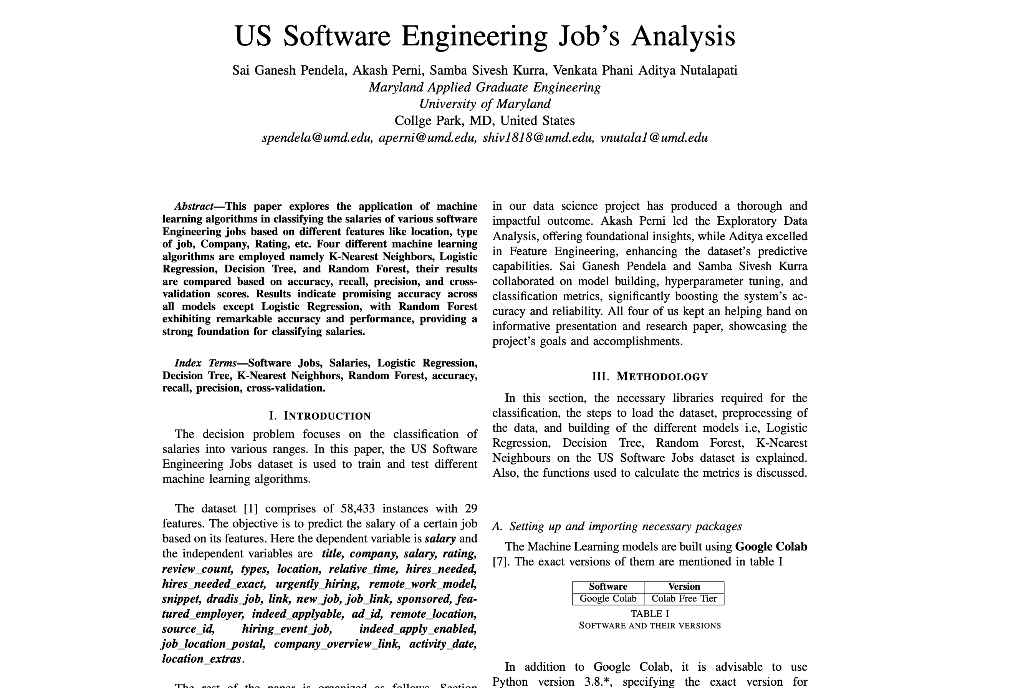 US Software Engineering Job's Analysis
Sai Ganesh Pendela, Akash Perni, Samba Sivesh Kurra, Venkata Phani Aditya Nutalapati
Maryland Applied Graduate Engineering
University of Maryland
Collge Park, MD, United States
spendela@umd.edu, aperni@umd.edu, shiv1818@umd.edu, vnutala1@umd.edu
Abstract—This paper explores the application of machine
learning algorithms in classifying the salaries of various software
Engineering jobs based on different features like location, type
of job, Company, Rating, etc. Four different machine learning
algorithms are employed namely K-Nearest Neighbors, Logistic
Regression, Decision Tree, and Random Forest, their results
are compared based on accuracy, recall, precision, and cross-
validation scores. Results indicate promising accuracy across
all models except Logistic Regression, with Random Forest
exhibiting remarkable accuracy and performance, providing a
strong foundation for classifying salaries.
Index Terms—Software Jobs, Salaries, Logistic Regression,
Decision Tree, K-Nearest Neighbors, Random Forest, accuracy,
recall, precision, cross-validation.
I. Introduction
The decision problem focuses on the classification of
salaries into various ranges. In this paper, the US Software
Engineering Jobs dataset is used to train and test different
machine learning algorithms.
The dataset [1] comprises of 58,433 instances with 29
features. The objective is to predict the salary of a certain job
based on its features. Here the dependent variable is salary and
the independent variables are title, company, salary, rating,
review_count, types, location, relative_time, hires_needed,
hires_needed_exact, urgently_hiring, remote_work_model,
snippet, dradis_job, link, new_job, job_link, sponsored, fea-
tured_employer, indeed_applyable, ad_id, remote_location,
source_id, hiring_event_job, indeed_apply_enabled,
job_location_postal, company_overview_link, activity_date,
location_extras.
The rest of the paper is organized as follows. Section
in our data science project has produced a thorough and
impactful outcome. Akash Perni led the Exploratory Data
Analysis, offering foundational insights, while Aditya excelled
in Feature Engineering, enhancing the dataset's predictive
capabilities. Sai Ganesh Pendela and Samba Sivesh Kurra
collaborated on model building, hyperparameter tuning, and
classification metrics, significantly boosting the system's ac-
curacy and reliability. All four of us kept an helping hand on
informative presentation and research paper, showcasing the
project's goals and accomplishments.
III. Methodology
In this section, the necessary libraries required for the
classification, the steps to load the dataset, preprocessing of
the data, and building of the different models i.e, Logistic
Regression, Decision Tree, Random Forest, K-Nearest
Neighbours on the US Software Jobs dataset is explained.
Also, the functions used to calculate the metrics is discussed.
A. Setting up and importing necessary packages
The Machine Learning models are built using Google Colab
[7]. The exact versions of them are mentioned in table I
Software Version
Google Colab Colab Free Tier
TABLE I
Software and their versions
In addition to Google Colab, it is advisable to use
Python version 3.8.*, specifying the exact version for